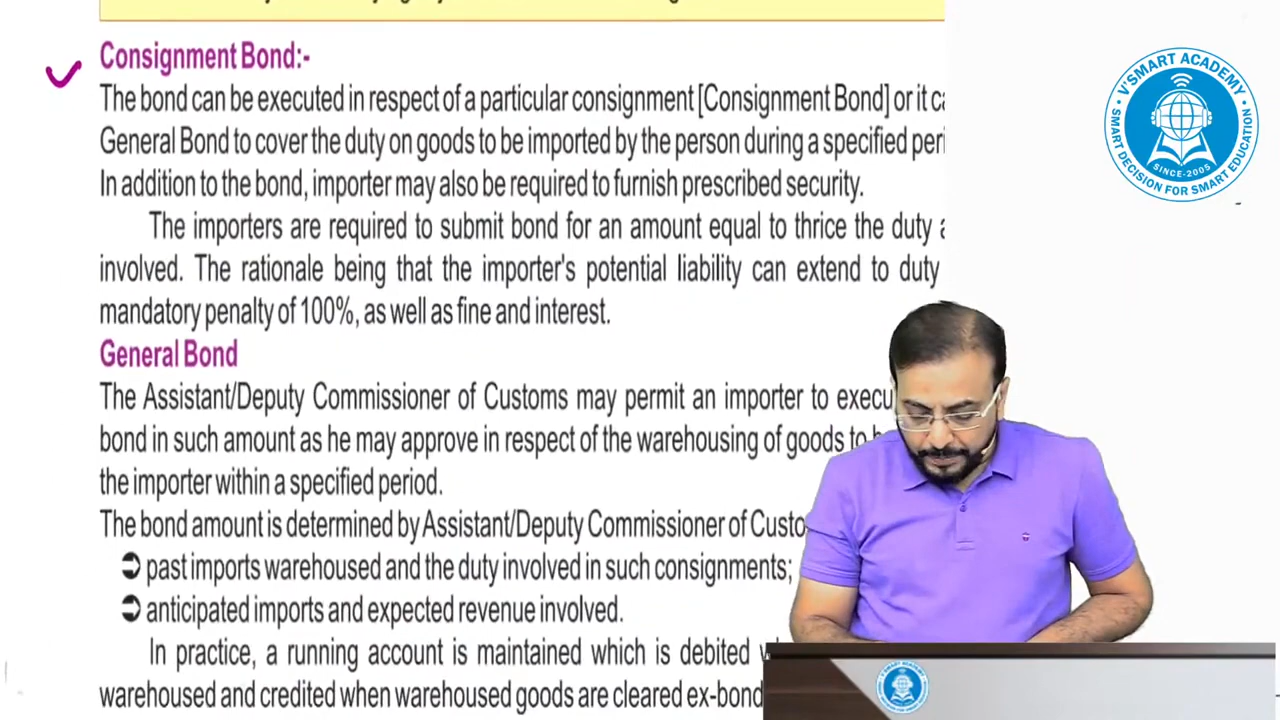 Consignment Bond:-
The bond can be executed in respect of a particular consignment [Consignment Bond] or it
General Bond to cover the duty on goods to be imported by the person during a specified
In addition to the bond, importer may also be required to furnish prescribed security.
The importers are required to submit bond for an amount equal to thrice the duty
involved. The rationale being that the importer's potential liability can extend to duty
mandatory penalty of 100%, as well as fine and interest.
General Bond
The Assistant/Deputy Commissioner of Customs may permit an importer to
bond in such amount as he may approve in respect of the warehousing of goods to
the importer within a specified period.
The bond amount is determined by Assistant/Deputy Commissioner of
past imports warehoused and the duty involved in such consignments;
anticipated imports and expected revenue involved.
In practice, a running account is maintained which is debited
warehoused and credited when warehoused goods are cleared ex-bond
V'SMART ACADEMY
SMART DECISION FOR SMART EDUCATION
SINCE-2005
V'SMART ACADEMY